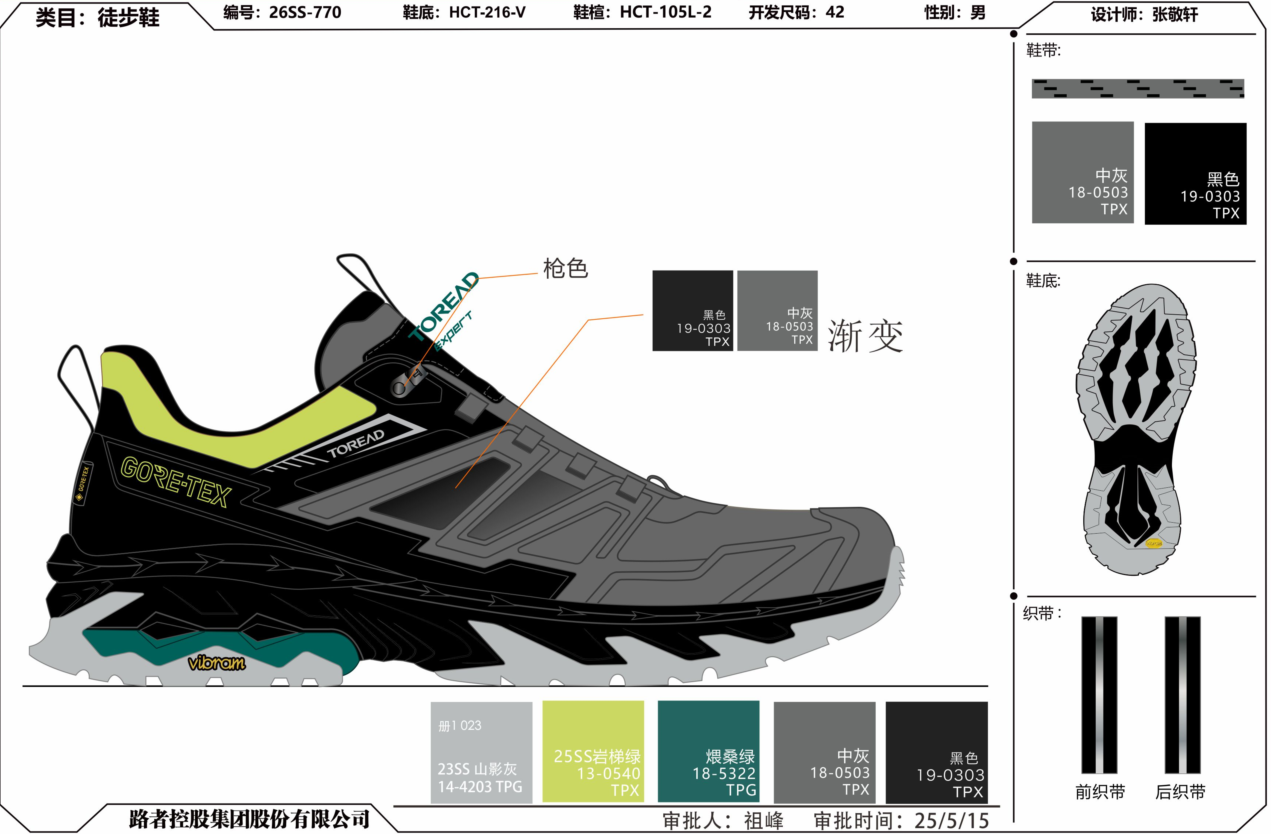 类目：徒步鞋
编号：26SS-770
鞋底：HCT-216-V
鞋楦：HCT-105L-2
开发尺码：42
性别：男
设计师：张敬轩
鞋带：
中灰
18-0503
TPX
黑色
19-0303
TPX
枪色
TOREAD
Expert
黑色
19-0303
TPX
中灰
18-0503
TPX
渐变
鞋底：
TOREAD
GORE-TEX
GORE-TEX
vibram
织带：
前织带
后织带
册1 023
23SS 山影灰
14-4203 TPG
25SS岩梯绿
13-0540
TPX
煨桑绿
18-5322
TPG
中灰
18-0503
TPX
黑色
19-0303
TPX
路者控股集团股份有限公司
审批人：祖峰
审批时间：25/5/15